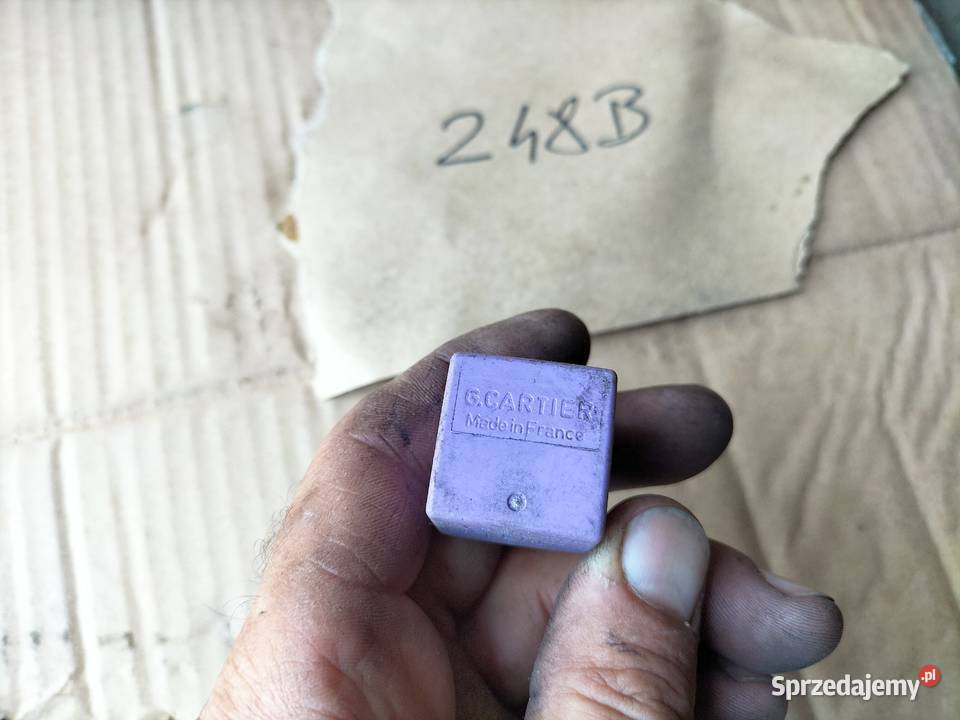 248B
G.CARTIER
Made in France
Sprzedajemy.pl